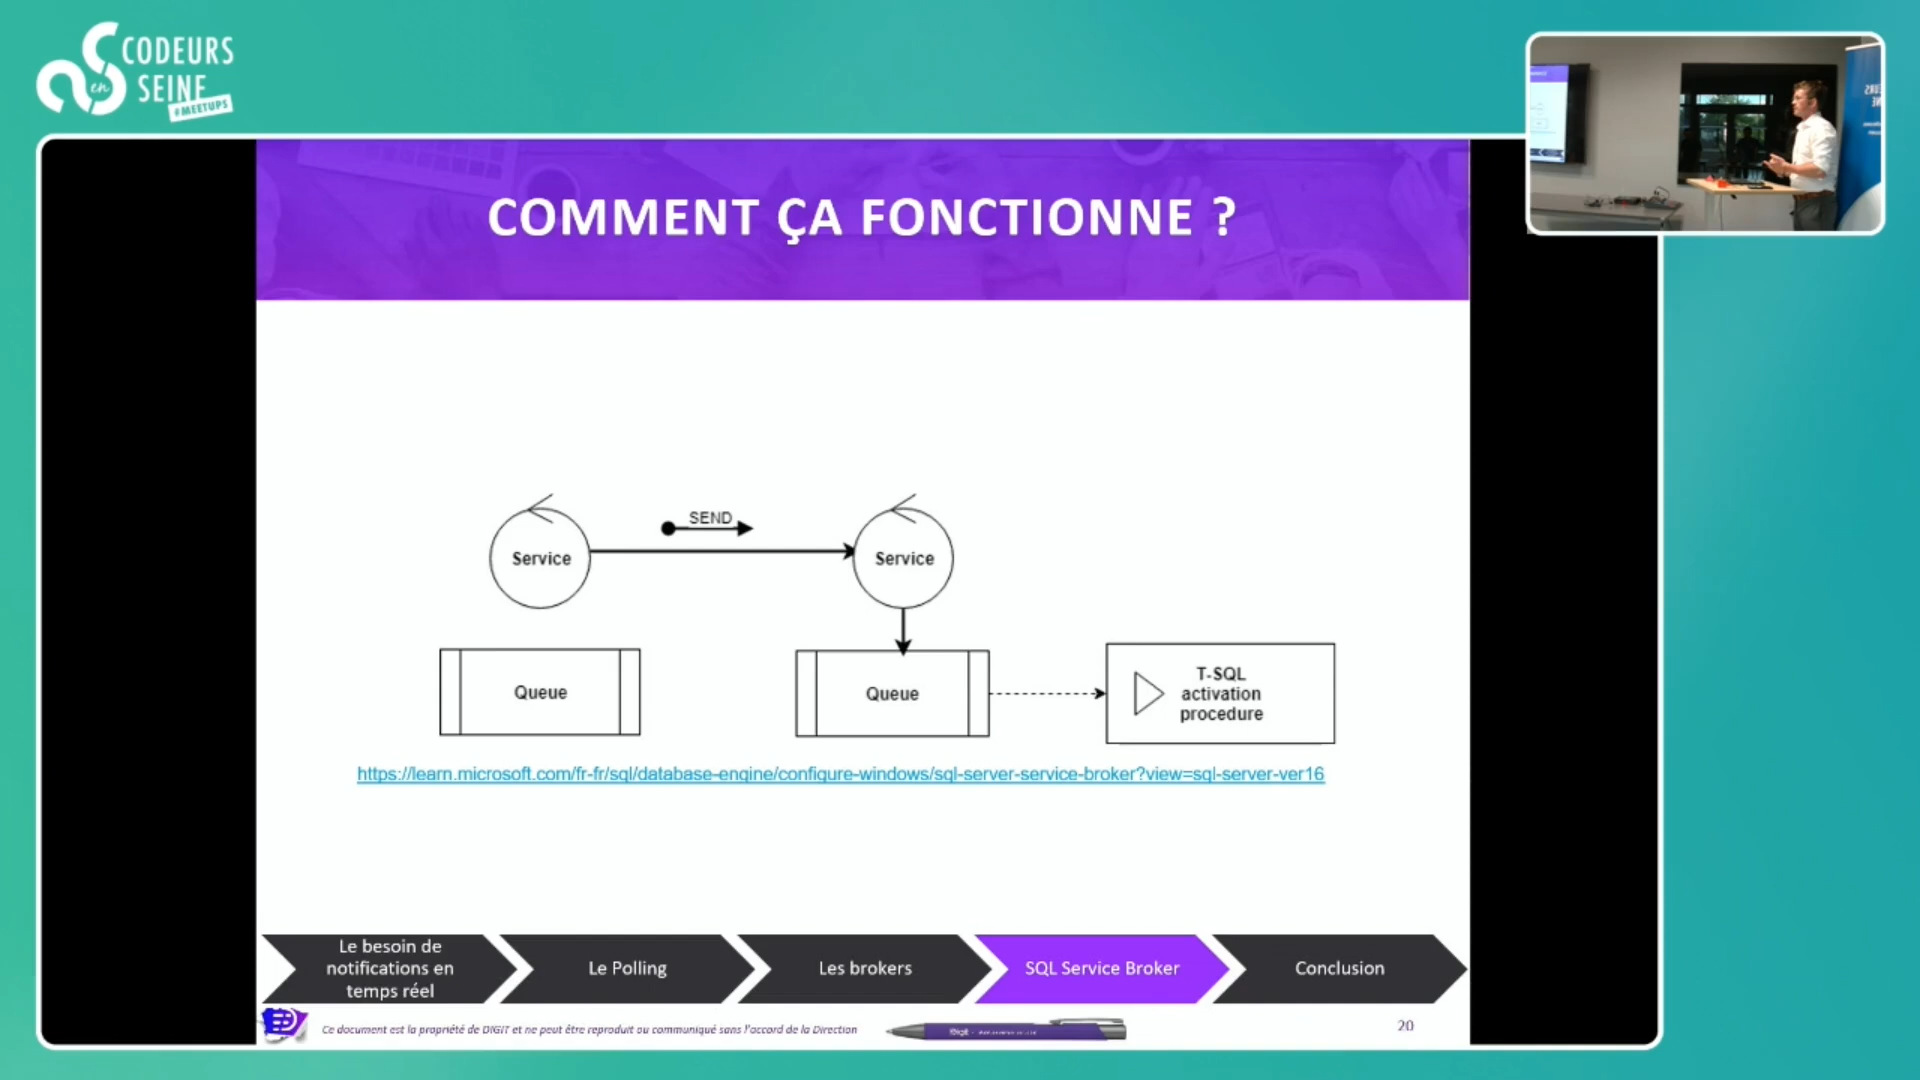 CODEURS
en
SEINE
#MEETUPS
COMMENT ÇA FONCTIONNE ?
SEND
Service
Service
Queue
Queue
T-SQL
activation
procedure
https://learn.microsoft.com/fr-fr/sql/database-engine/configure-windows/sql-server-service-broker?view=sql-server-ver16
Le besoin de
notifications en
temps réel
Le Polling
Les brokers
SQL Service Broker
Conclusion
Ce document est la propriété de DIGIT et ne peut être reproduit ou communiqué sans l'accord de la Direction
20